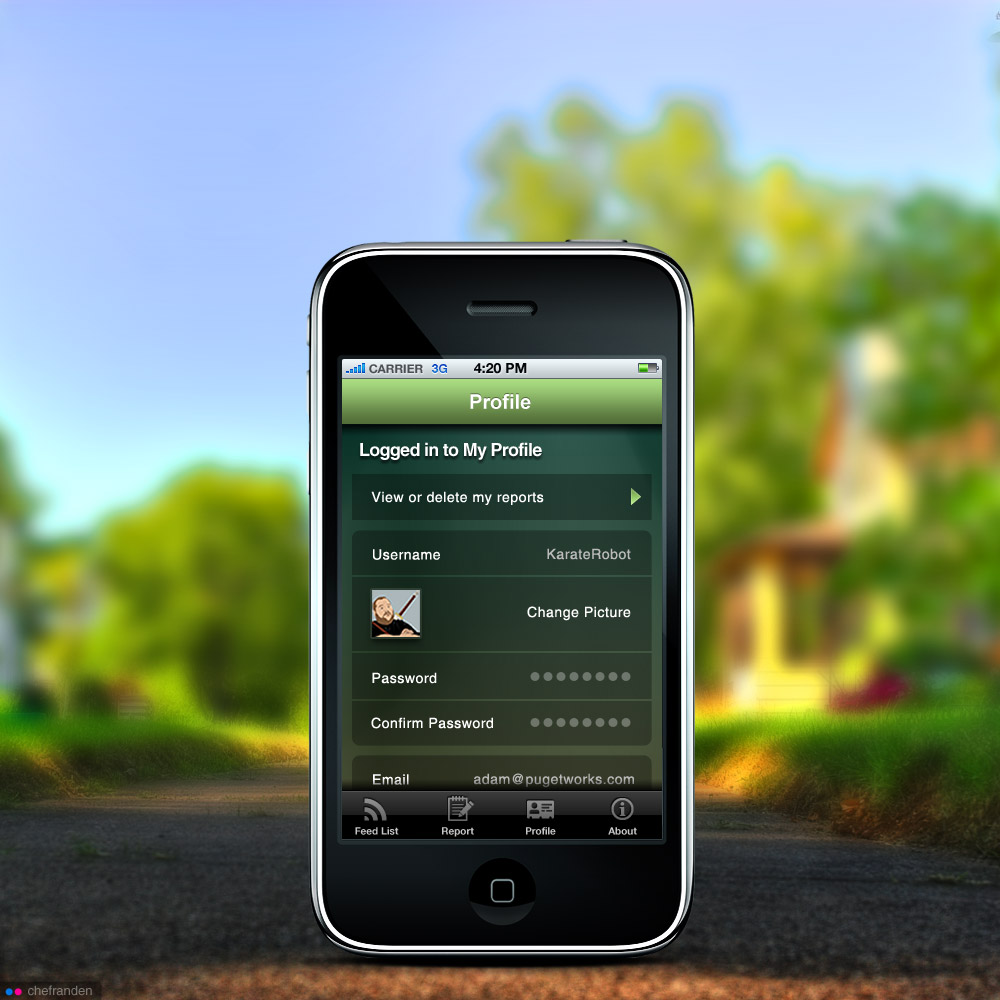 CARRIER 3G 4:20 PM
Profile
Logged in to My Profile
View or delete my reports
Username KarateRobot
Change Picture
Password
Confirm Password
Email adam@pugetworks.com
Feed List Report Profile About
chefranden